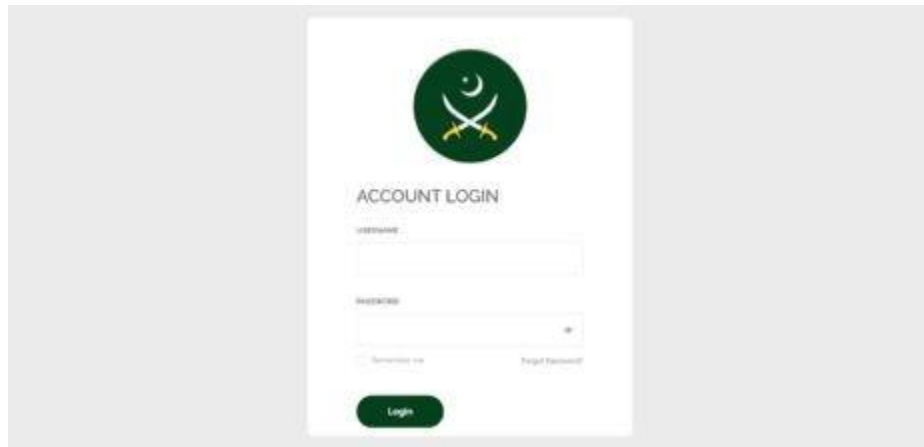 ACCOUNT LOGIN
USERNAME
PASSWORD
Remember me
Forgot Password?
Login